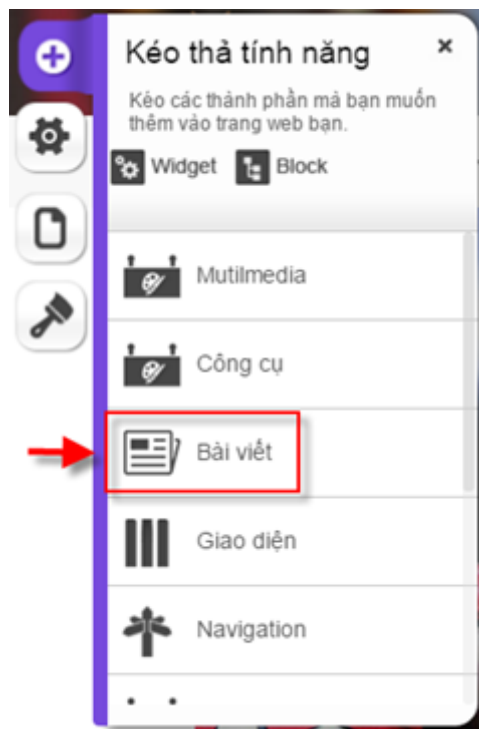 Kéo thả tính năng ×
Kéo các thành phần mà bạn muốn
thêm vào trang web bạn.
Widget Block
Mutilmedia
Công cụ
Bài viết
Giao diện
Navigation